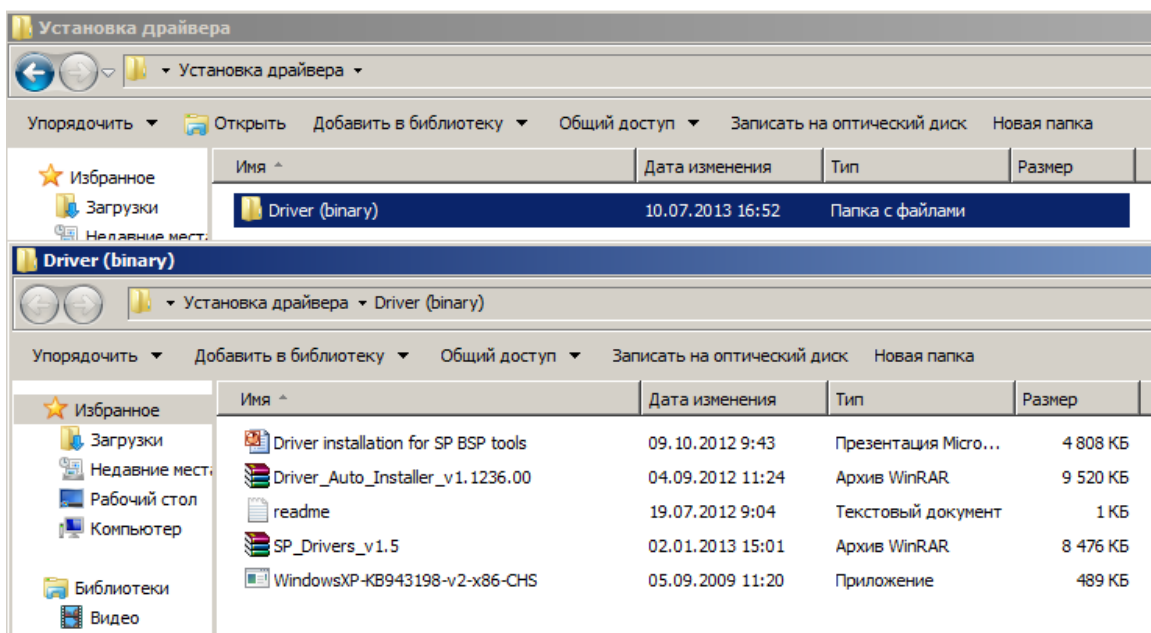 Установка драйвера
Установка драйвера
Упорядочить Открыть Добавить в библиотеку Общий доступ Записать на оптический диск Новая папка
Имя Дата изменения Тип Размер
Избранное
Загрузки
Недавние места
Driver (binary) 10.07.2013 16:52 Папка с файлами
Driver (binary)
Установка драйвера Driver (binary)
Упорядочить Добавить в библиотеку Общий доступ Записать на оптический диск Новая папка
Имя Дата изменения Тип Размер
Избранное
Загрузки
Недавние места
Рабочий стол
Компьютер
Библиотеки
Видео
Driver installation for SP BSP tools 09.10.2012 9:43 Презентация Micro... 4 808 КБ
Driver_Auto_Installer_v1.1236.00 04.09.2012 11:24 Архив WinRAR 9 520 КБ
readme 19.07.2012 9:04 Текстовый документ 1 КБ
SP_Drivers_v1.5 02.01.2013 15:01 Архив WinRAR 8 476 КБ
WindowsXP-KB943198-v2-x86-CHS 05.09.2009 11:20 Приложение 489 КБ